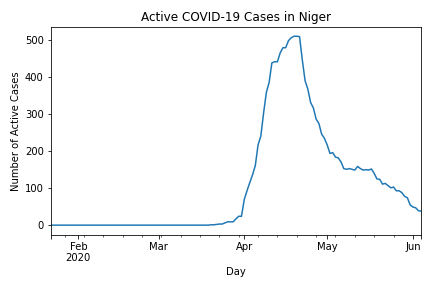 Active COVID-19 Cases in Niger
Number of Active Cases
500
400
300
200
100
0
Feb
2020
Mar
Apr
May
Jun
Day